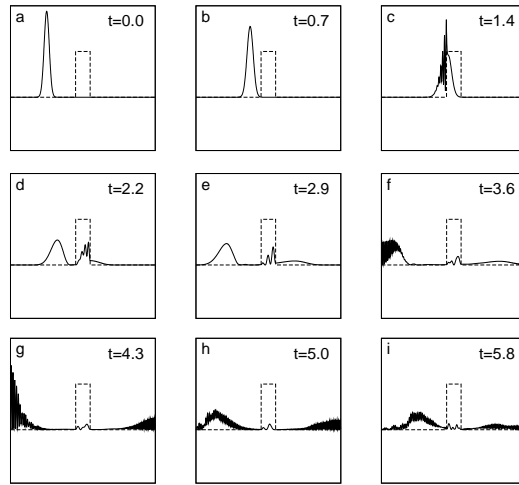 a t=0.0
b t=0.7
c t=1.4
d t=2.2
e t=2.9
f t=3.6
g t=4.3
h t=5.0
i t=5.8